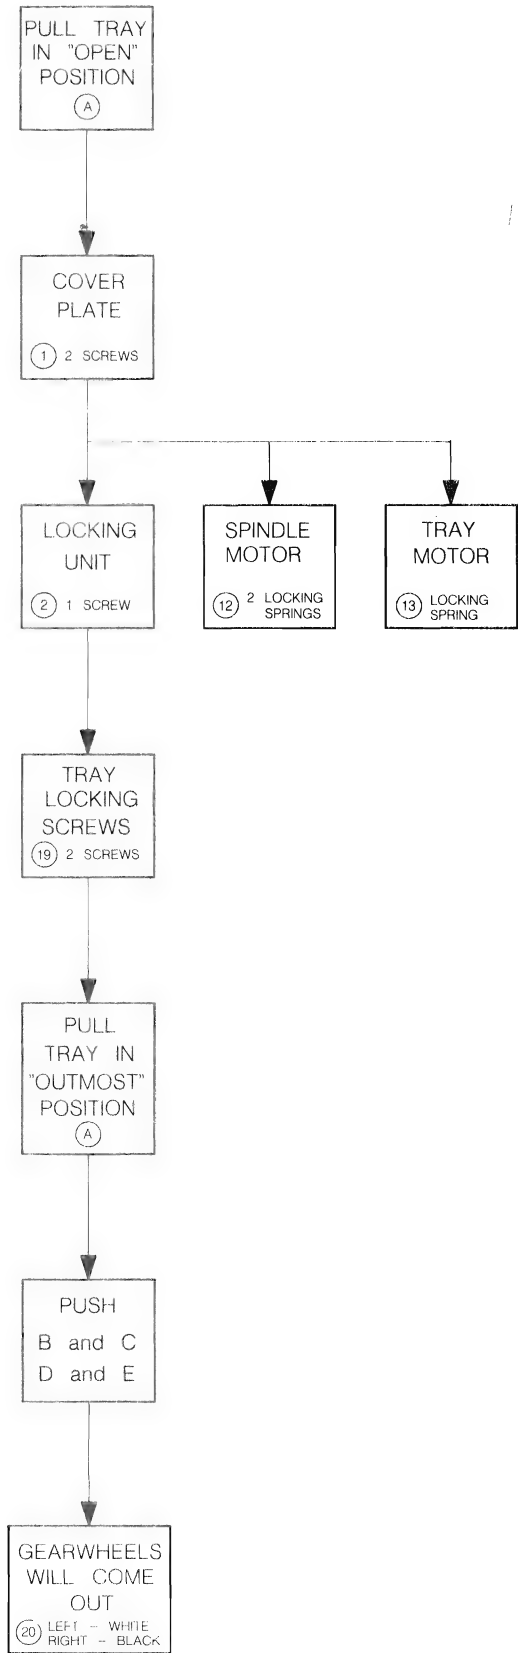 PULL TRAY
IN "OPEN"
POSITION
A
COVER
PLATE
1 2 SCREWS
LOCKING
UNIT
2 1 SCREW
SPINDLE
MOTOR
12 2 LOCKING
SPRINGS
TRAY
MOTOR
13 LOCKING
SPRING
TRAY
LOCKING
SCREWS
19 2 SCREWS
PULL
TRAY IN
"OUTMOST"
POSITION
A
PUSH
B and C
D and E
GEARWHEELS
WILL COME
OUT
20 LEFT - WHITE
RIGHT - BLACK